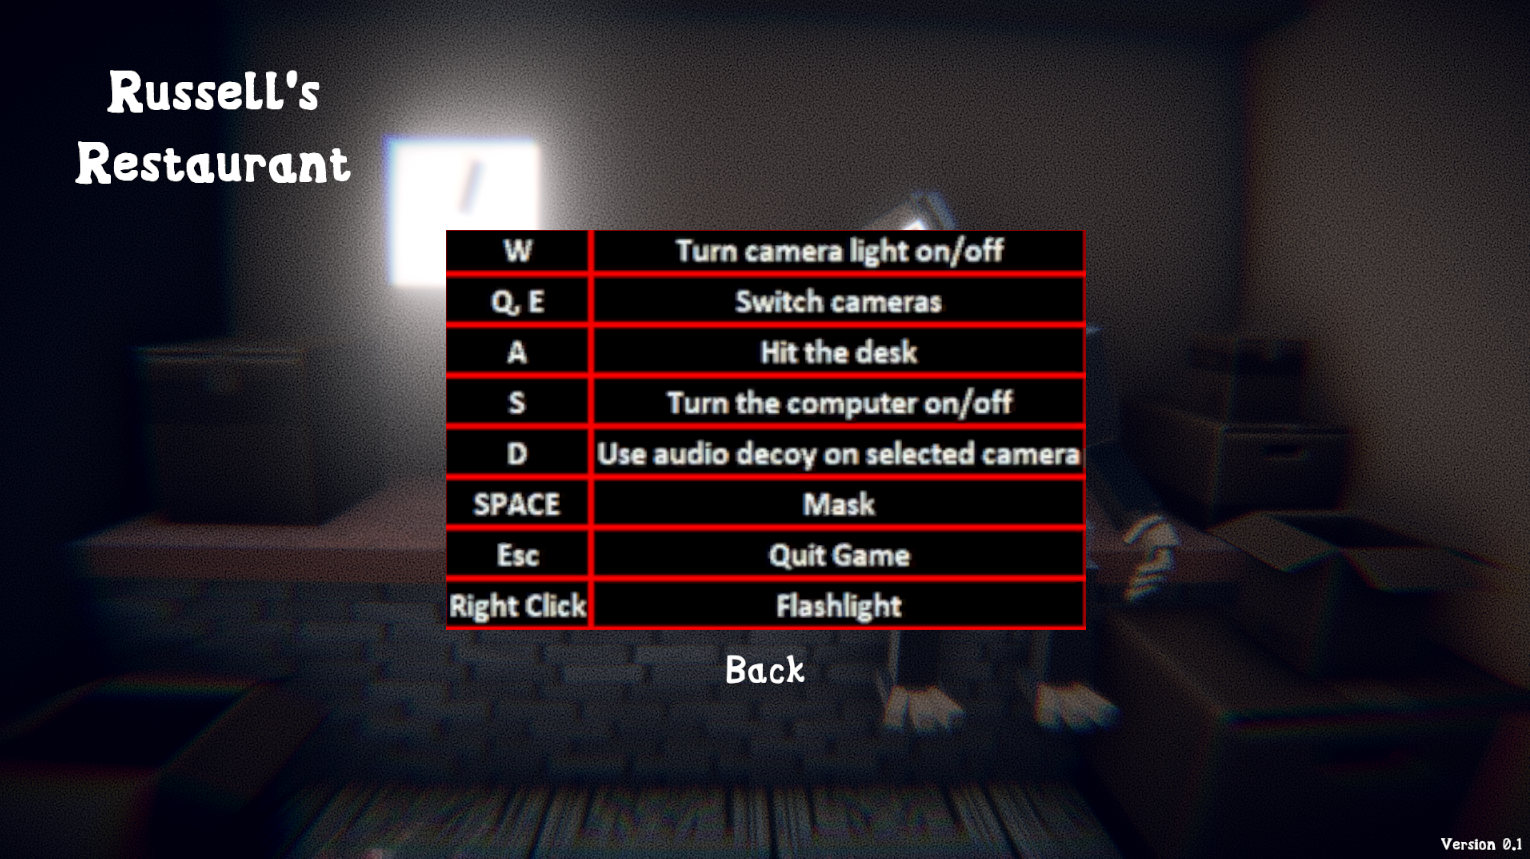 Russell's
Restaurant
W Turn camera light on/off
Q, E Switch cameras
A Hit the desk
S Turn the computer on/off
D Use audio decoy on selected camera
SPACE Mask
Esc Quit Game
Right Click Flashlight
Back
Version 0.1